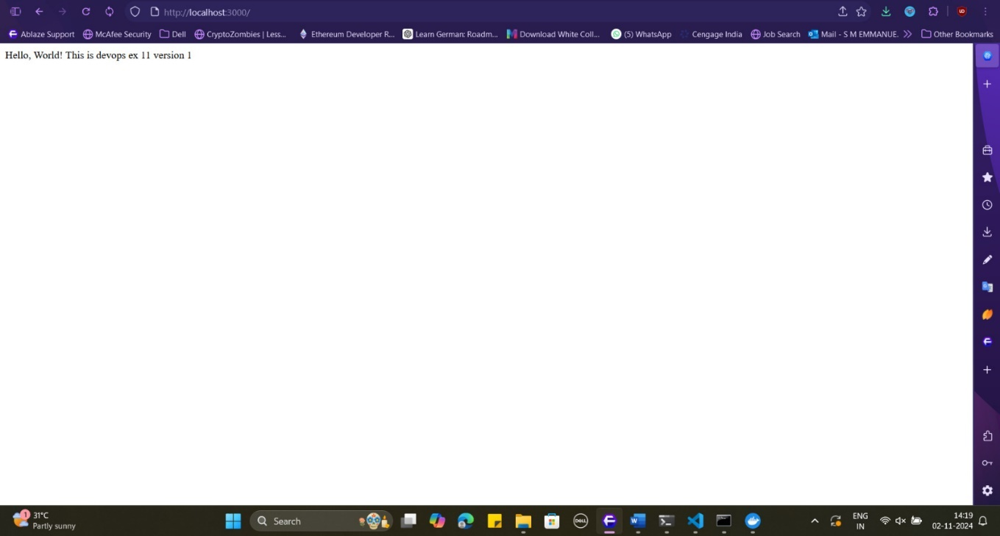 http://localhost:3000/
Ablaze Support McAfee Security Dell CryptoZombies | Less... Ethereum Developer R... Learn German: Roadm... Download White Coll... (5) WhatsApp Cengage India Job Search Mail - S M EMMANUE. Other Bookmarks
Hello, World! This is devops ex 11 version 1
1
31°C
Partly sunny
Search
DELL
ENG
IN
14:19
02-11-2024